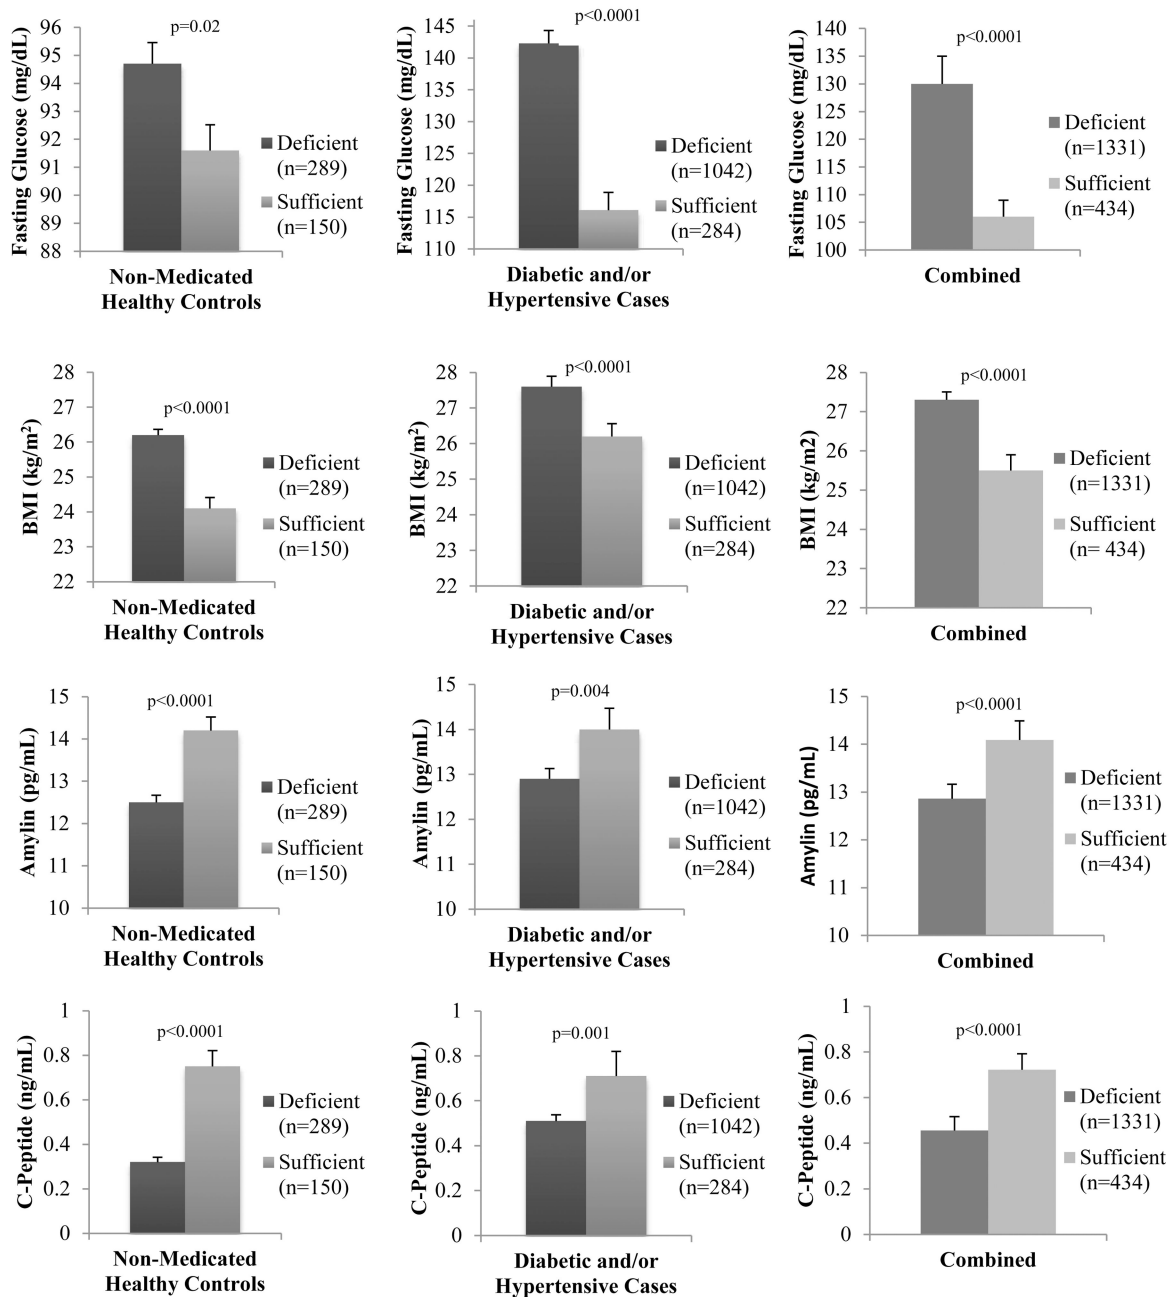 Fasting Glucose (mg/dL)
96
95
94
93
92
91
90
89
88
p=0.02
Deficient
(n=289)
Sufficient
(n=150)
Non-Medicated
Healthy Controls
Fasting Glucose (mg/dL)
145
140
135
130
125
120
115
110
p<0.0001
Deficient
(n=1042)
Sufficient
(n=284)
Diabetic and/or
Hypertensive Cases
Fasting Glucose (mg/dL)
140
135
130
125
120
115
110
105
100
p<0.0001
Deficient
(n=1331)
Sufficient
(n=434)
Combined
BMI (kg/m²)
28
27
26
25
24
23
22
p<0.0001
Deficient
(n=289)
Sufficient
(n=150)
Non-Medicated
Healthy Controls
BMI (kg/m²)
28
27
26
25
24
23
22
p<0.0001
Deficient
(n=1042)
Sufficient
(n=284)
Diabetic and/or
Hypertensive Cases
BMI (kg/m2)
28
27
26
25
24
23
22
p<0.0001
Deficient
(n=1331)
Sufficient
(n= 434)
Combined
Amylin (pg/mL)
15
14
13
12
11
10
p<0.0001
Deficient
(n=289)
Sufficient
(n=150)
Non-Medicated
Healthy Controls
Amylin (pg/mL)
15
14
13
12
11
10
p=0.004
Deficient
(n=1042)
Sufficient
(n=284)
Diabetic and/or
Hypertensive Cases
Amylin (pg/mL)
15
14
13
12
11
10
p<0.0001
Deficient
(n=1331)
Sufficient
(n=434)
Combined
C-Peptide (ng/mL)
1
0.8
0.6
0.4
0.2
0
p<0.0001
Deficient
(n=289)
Sufficient
(n=150)
Non-Medicated
Healthy Controls
C-Peptide (ng/mL)
1
0.8
0.6
0.4
0.2
0
p=0.001
Deficient
(n=1042)
Sufficient
(n=284)
Diabetic and/or
Hypertensive Cases
C-Peptide (ng/mL)
1
0.8
0.6
0.4
0.2
0
p<0.0001
Deficient
(n=1331)
Sufficient
(n=434)
Combined